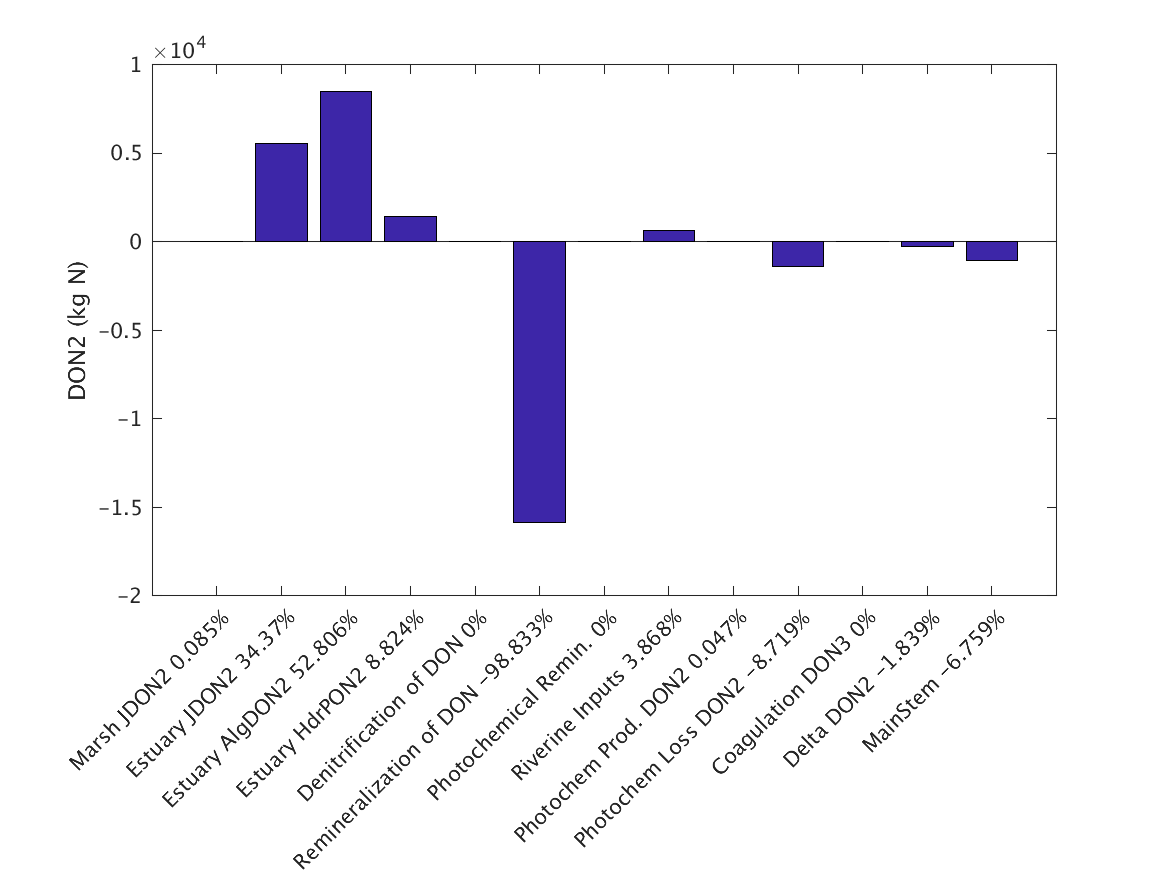 ×10⁴
1
0.5
0
−0.5
−1
−1.5
−2
DON2 (kg N)
Marsh JDON2 0.085%
Estuary JDON2 34.37%
Estuary AlgDON2 52.806%
Estuary HdrPON2 8.824%
Denitrification of DON 0%
Remineralization of DON −98.833%
Photochemical Remin. 0%
Riverine Inputs 3.868%
Photochem Prod. DON2 0.047%
Photochem Loss DON2 −8.719%
Coagulation DON3 0%
Delta DON2 −1.839%
MainStem −6.759%